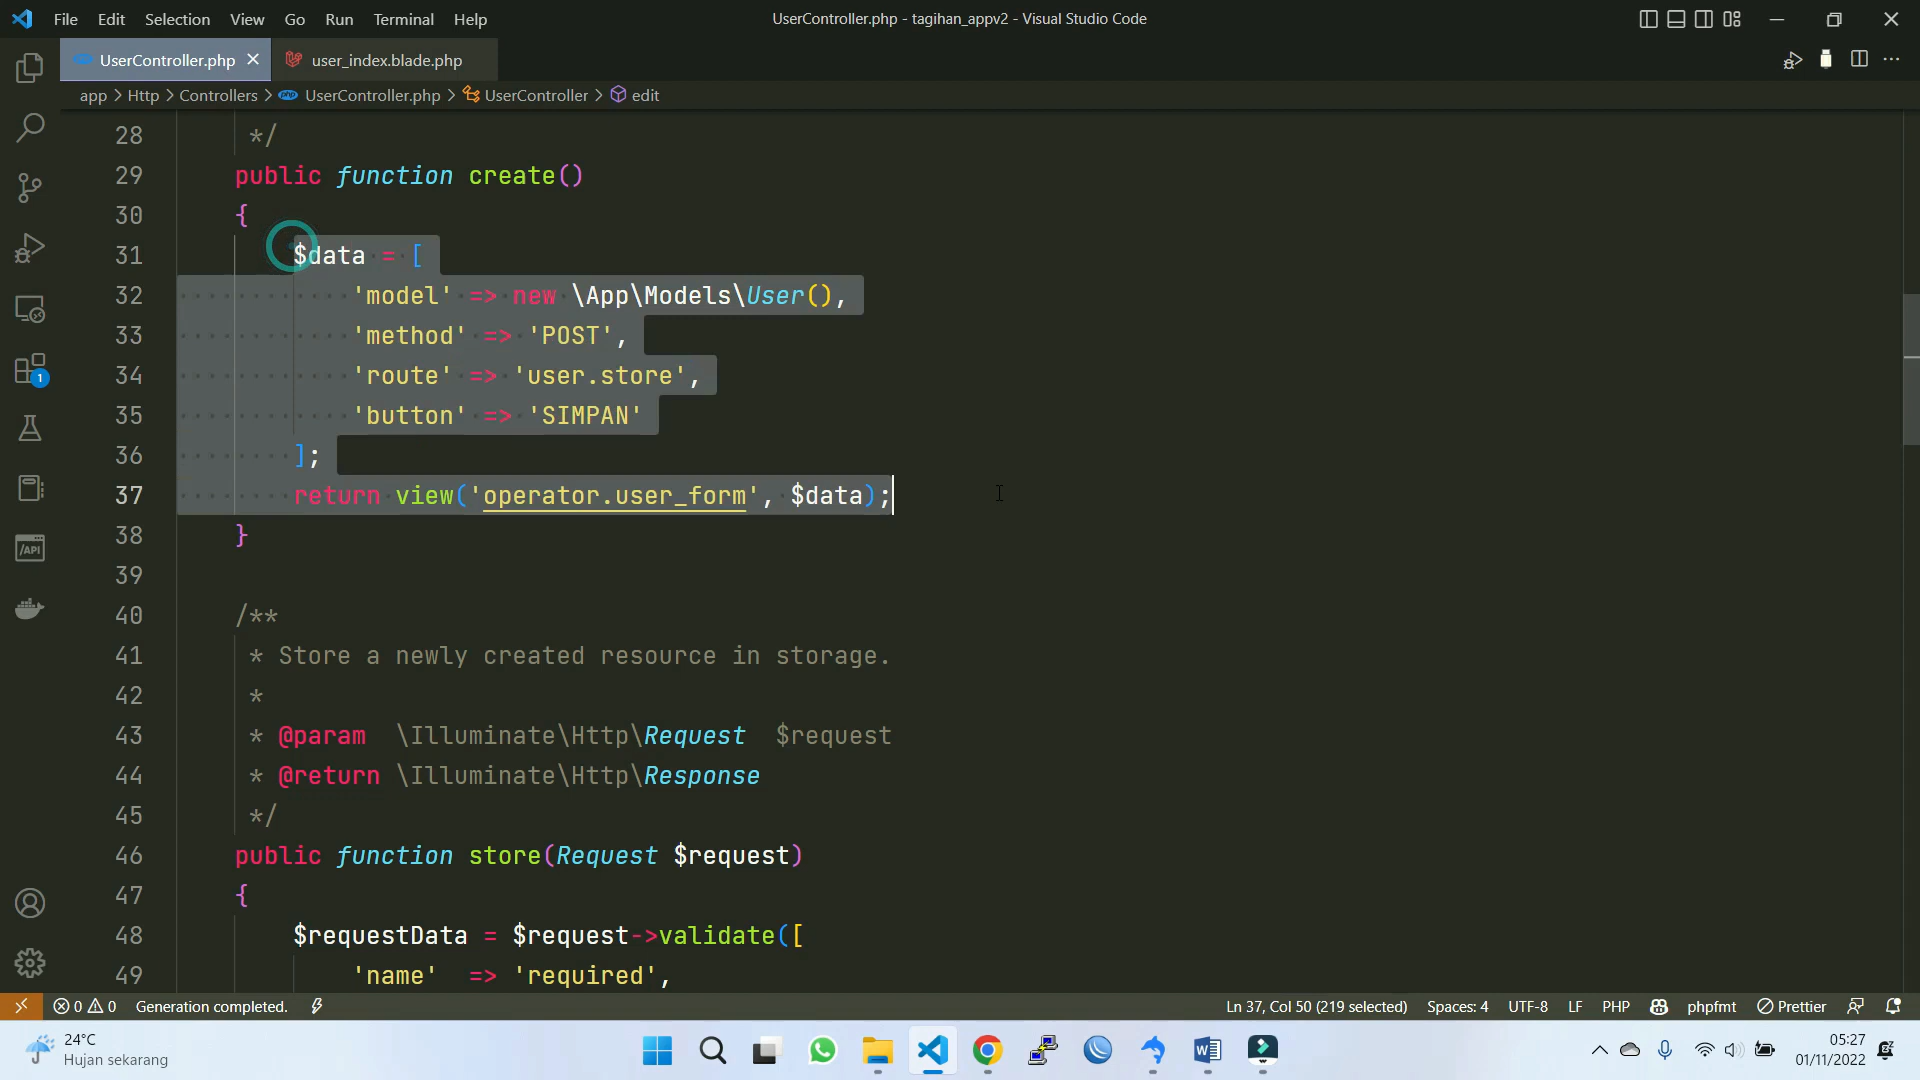 File Edit Selection View Go Run Terminal Help
UserController.php - tagihan_appv2 - Visual Studio Code
UserController.php
user_index.blade.php
app > Http > Controllers > php UserController.php > UserController > edit
28 */
29 public function create()
30 {
31 $data = [
32 'model' => new \App\Models\User(),
33 'method' => 'POST',
34 'route' => 'user.store',
35 'button' => 'SIMPAN'
36 ];
37 return view('operator.user_form', $data);
38 }
39
40 /**
41 * Store a newly created resource in storage.
42 *
43 * @param  \Illuminate\Http\Request  $request
44 * @return \Illuminate\Http\Response
45 */
46 public function store(Request $request)
47 {
48 $requestData = $request->validate([
49 'name'  => 'required',
1
/API
0 0 Generation completed.
Ln 37, Col 50 (219 selected) Spaces: 4 UTF-8 LF PHP phpfmt Prettier
24°C
Hujan sekarang
05:27
01/11/2022